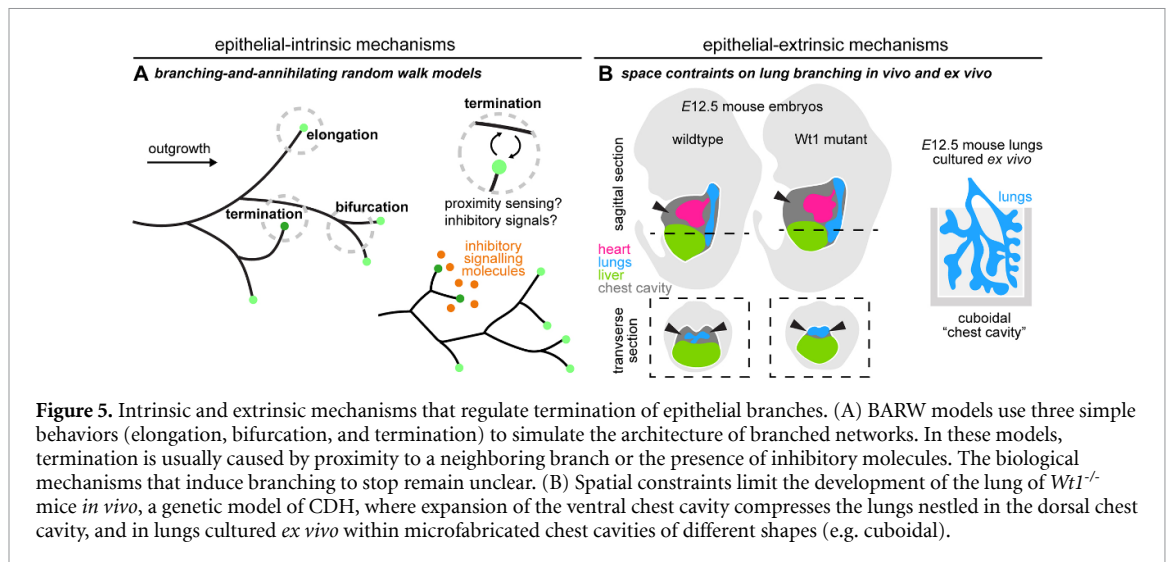 epithelial-intrinsic mechanisms
A branching-and-annihilating random walk models
outgrowth
elongation
termination
bifurcation
termination
proximity sensing?
inhibitory signals?
inhibitory
signalling
molecules
epithelial-extrinsic mechanisms
B space contraints on lung branching in vivo and ex vivo
E12.5 mouse embryos
wildtype
Wt1 mutant
sagittal section
heart
lungs
liver
chest cavity
tranvserse
section
E12.5 mouse lungs
cultured ex vivo
lungs
cuboidal
"chest cavity"
Figure 5. Intrinsic and extrinsic mechanisms that regulate termination of epithelial branches. (A) BARW models use three simple
behaviors (elongation, bifurcation, and termination) to simulate the architecture of branched networks. In these models,
termination is usually caused by proximity to a neighboring branch or the presence of inhibitory molecules. The biological
mechanisms that induce branching to stop remain unclear. (B) Spatial constraints limit the development of the lung of Wt1-/-
mice in vivo, a genetic model of CDH, where expansion of the ventral chest cavity compresses the lungs nestled in the dorsal chest
cavity, and in lungs cultured ex vivo within microfabricated chest cavities of different shapes (e.g. cuboidal).